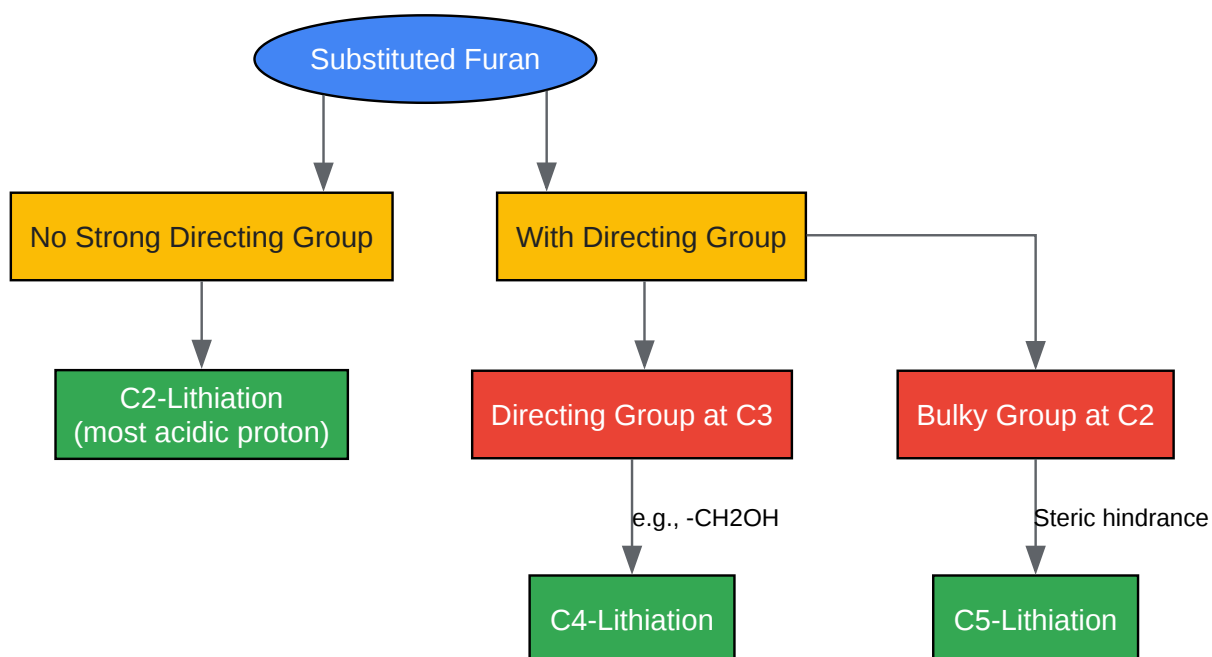 Substituted Furan
No Strong Directing Group
With Directing Group
C2-Lithiation
(most acidic proton)
Directing Group at C3
Bulky Group at C2
e.g., -CH2OH
Steric hindrance
C4-Lithiation
C5-Lithiation